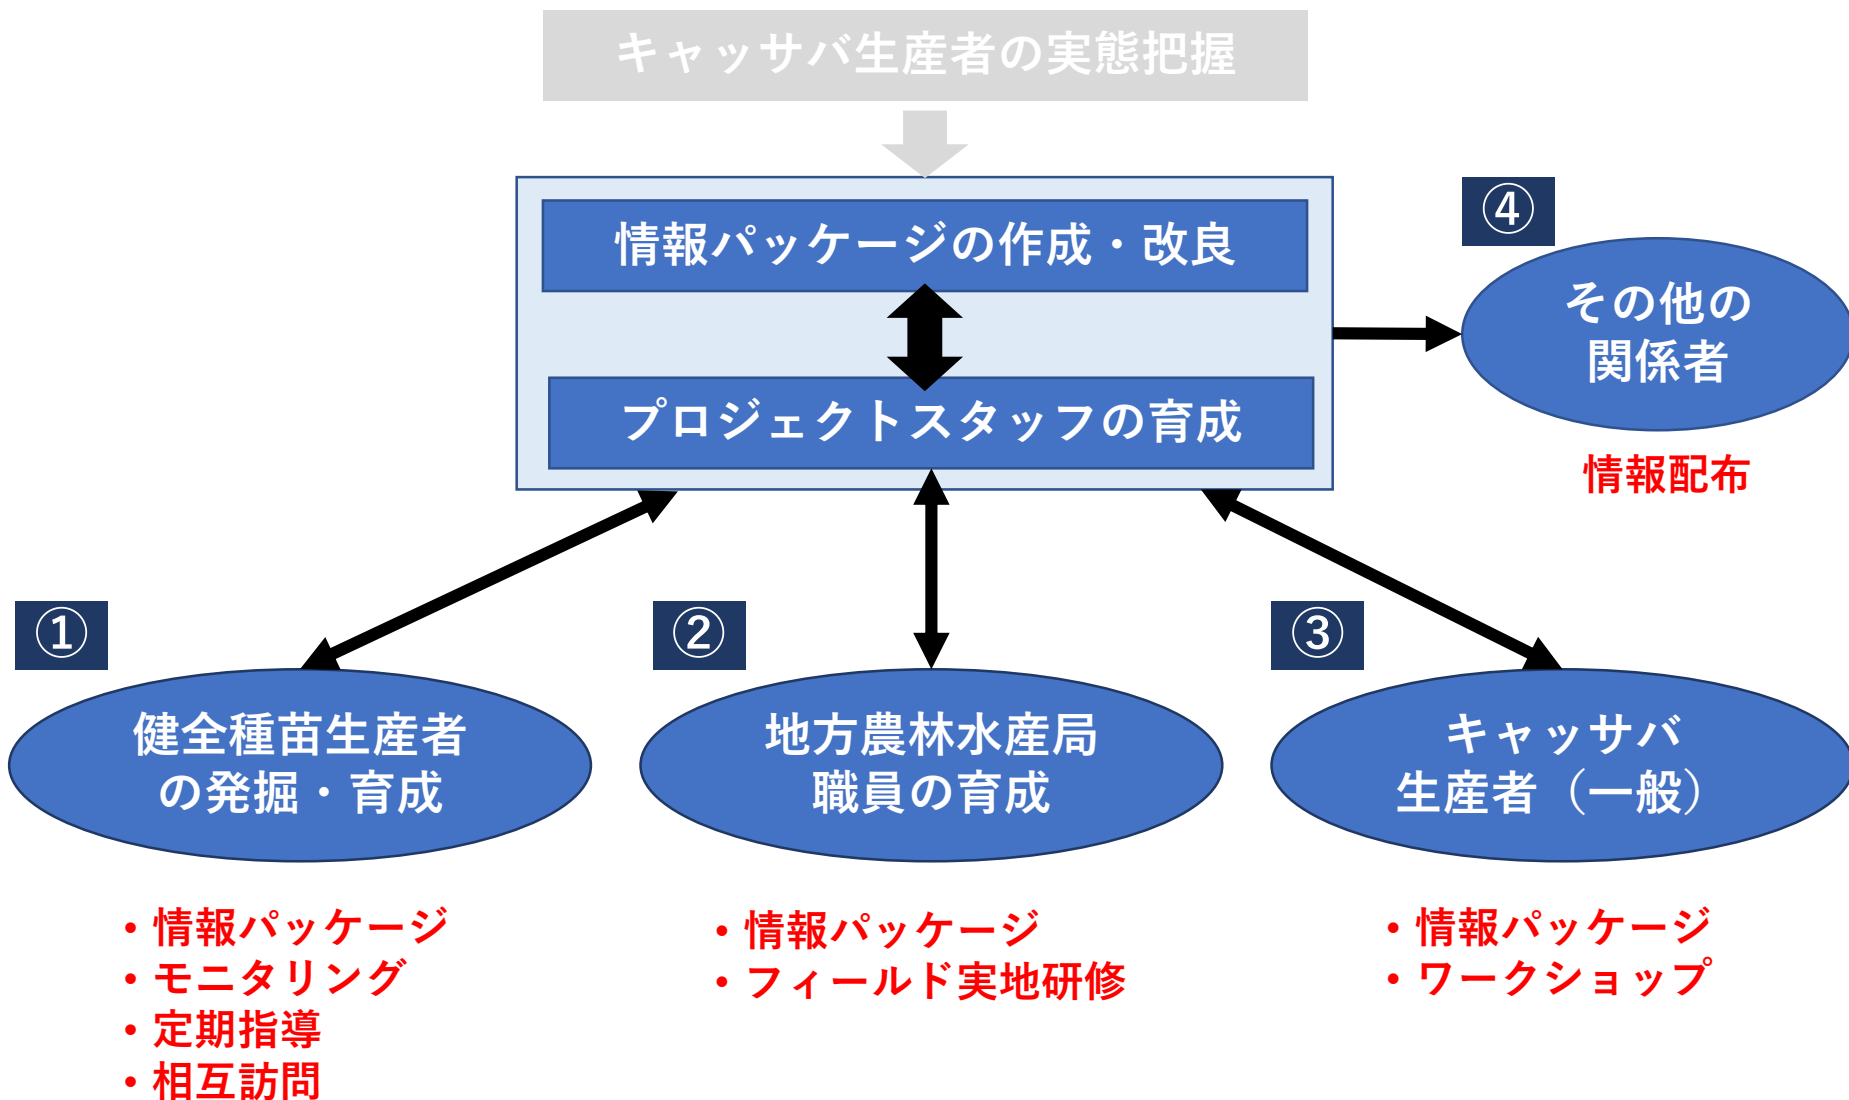 キャッサバ生産者の実態把握
情報パッケージの作成・改良
プロジェクトスタッフの育成
④
その他の
関係者
情報配布
①
健全種苗生産者
の発掘・育成
・情報パッケージ
・モニタリング
・定期指導
・相互訪問
②
地方農林水産局
職員の育成
・情報パッケージ
・フィールド実地研修
③
キャッサバ
生産者（一般）
・情報パッケージ
・ワークショップ